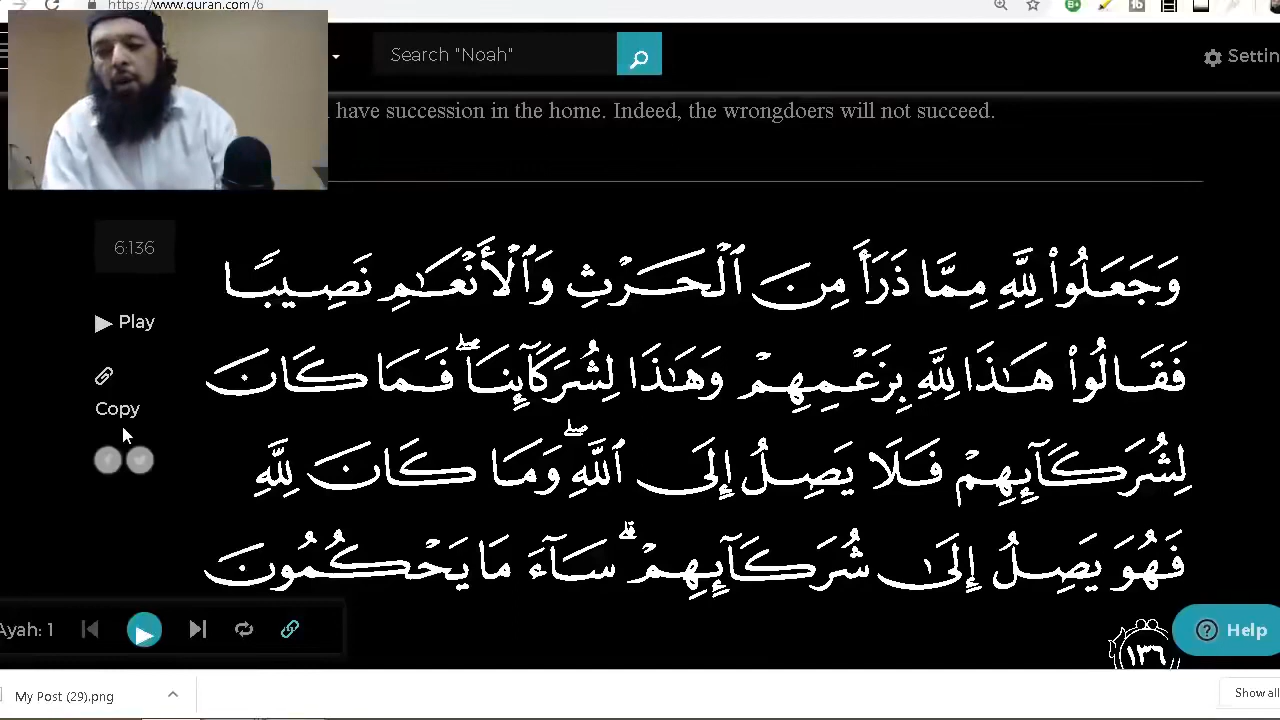 https://www.quran.com/6
Search "Noah"
Settin
have succession in the home. Indeed, the wrongdoers will not succeed.
6:136
وَجَعَلُوا۟ لِلَّهِ مِمَّا ذَرَأَ مِنَ ٱلْحَرْثِ وَٱلْأَنْعَـٰمِ نَصِيبًا
Play
فَقَالُوا۟ هَـٰذَا لِلَّهِ بِزَعْمِهِمْ وَهَـٰذَا لِشُرَكَآئِنَا ۖ فَمَا كَانَ
Copy
لِشُرَكَآئِهِمْ فَلَا يَصِلُ إِلَى ٱللَّهِ ۖ وَمَا كَانَ لِلَّهِ
فَهُوَ يَصِلُ إِلَىٰ شُرَكَآئِهِمْ ۗ سَآءَ مَا يَحْكُمُونَ
Ayah: 1
Help
١٣٦
My Post (29).png
Show all